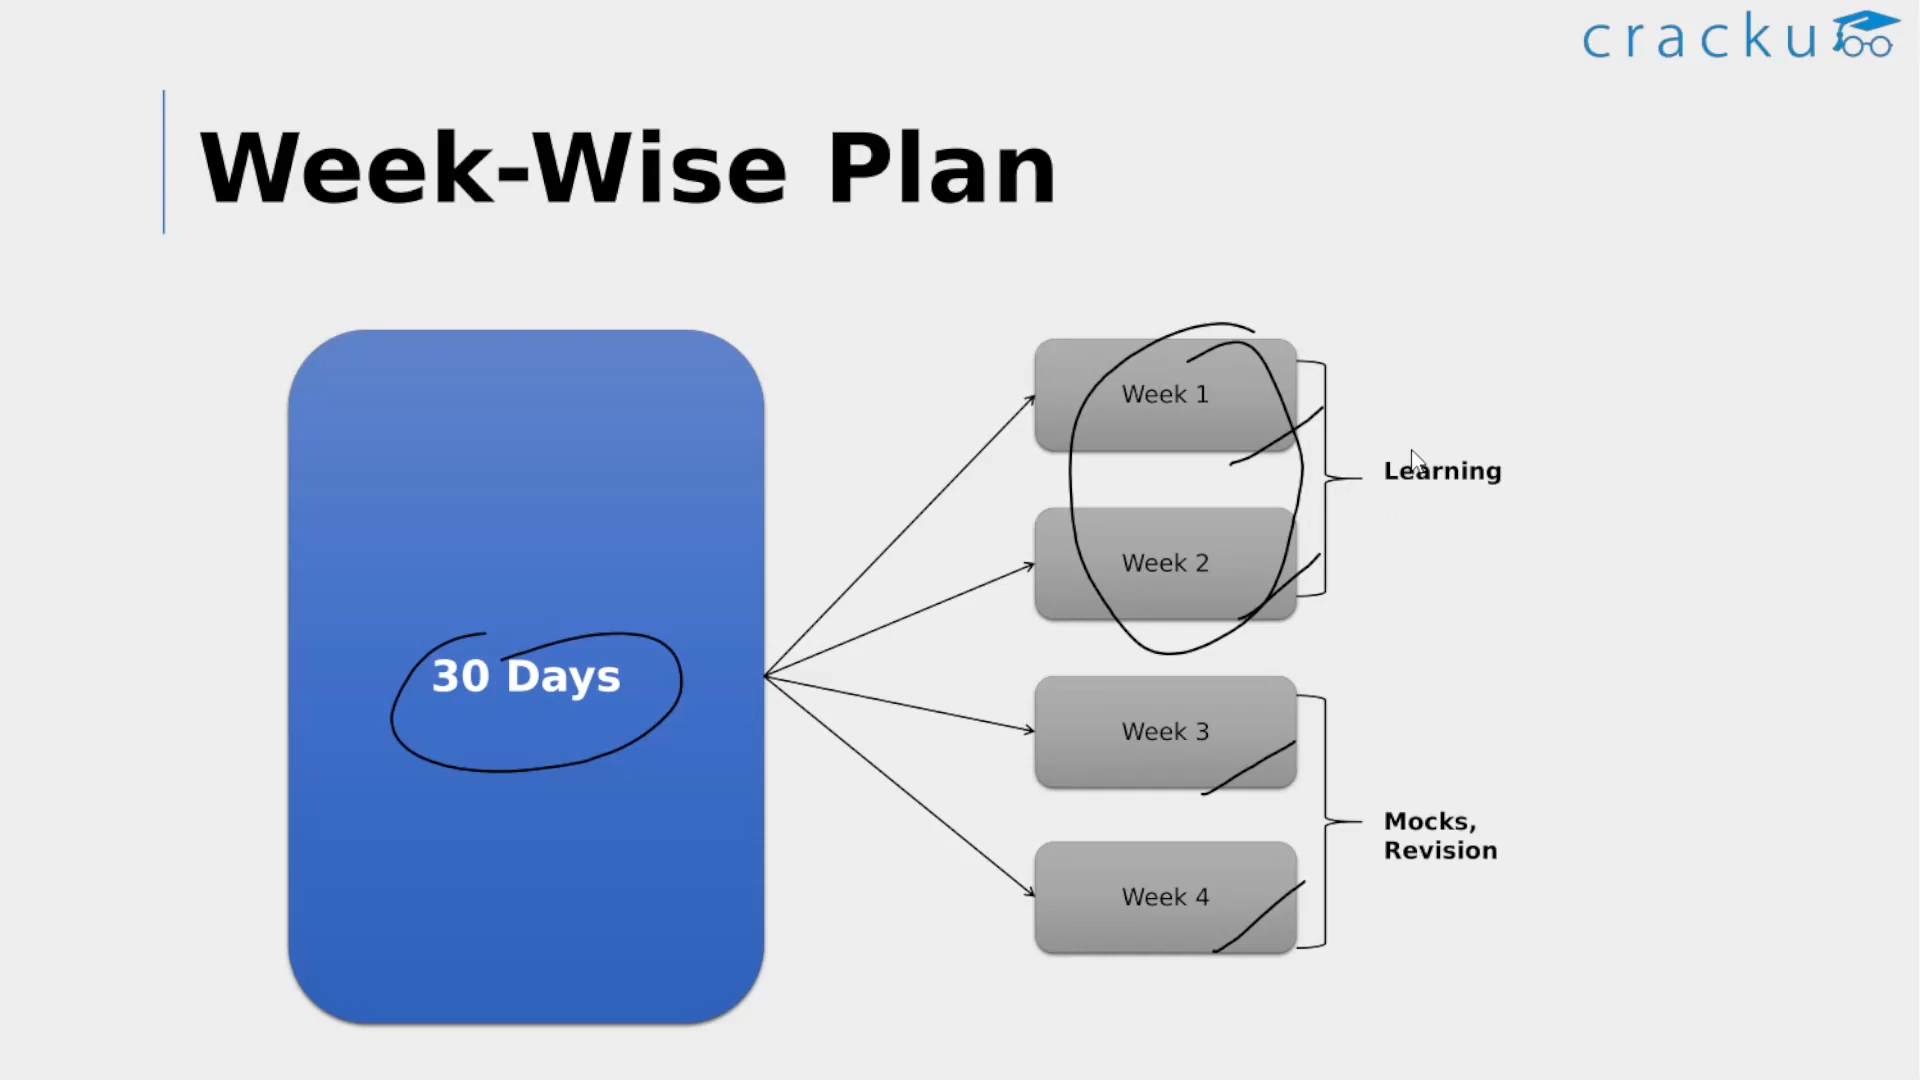 cracku
Week-Wise Plan
30 Days
Week 1
Week 2
Learning
Week 3
Week 4
Mocks,
Revision